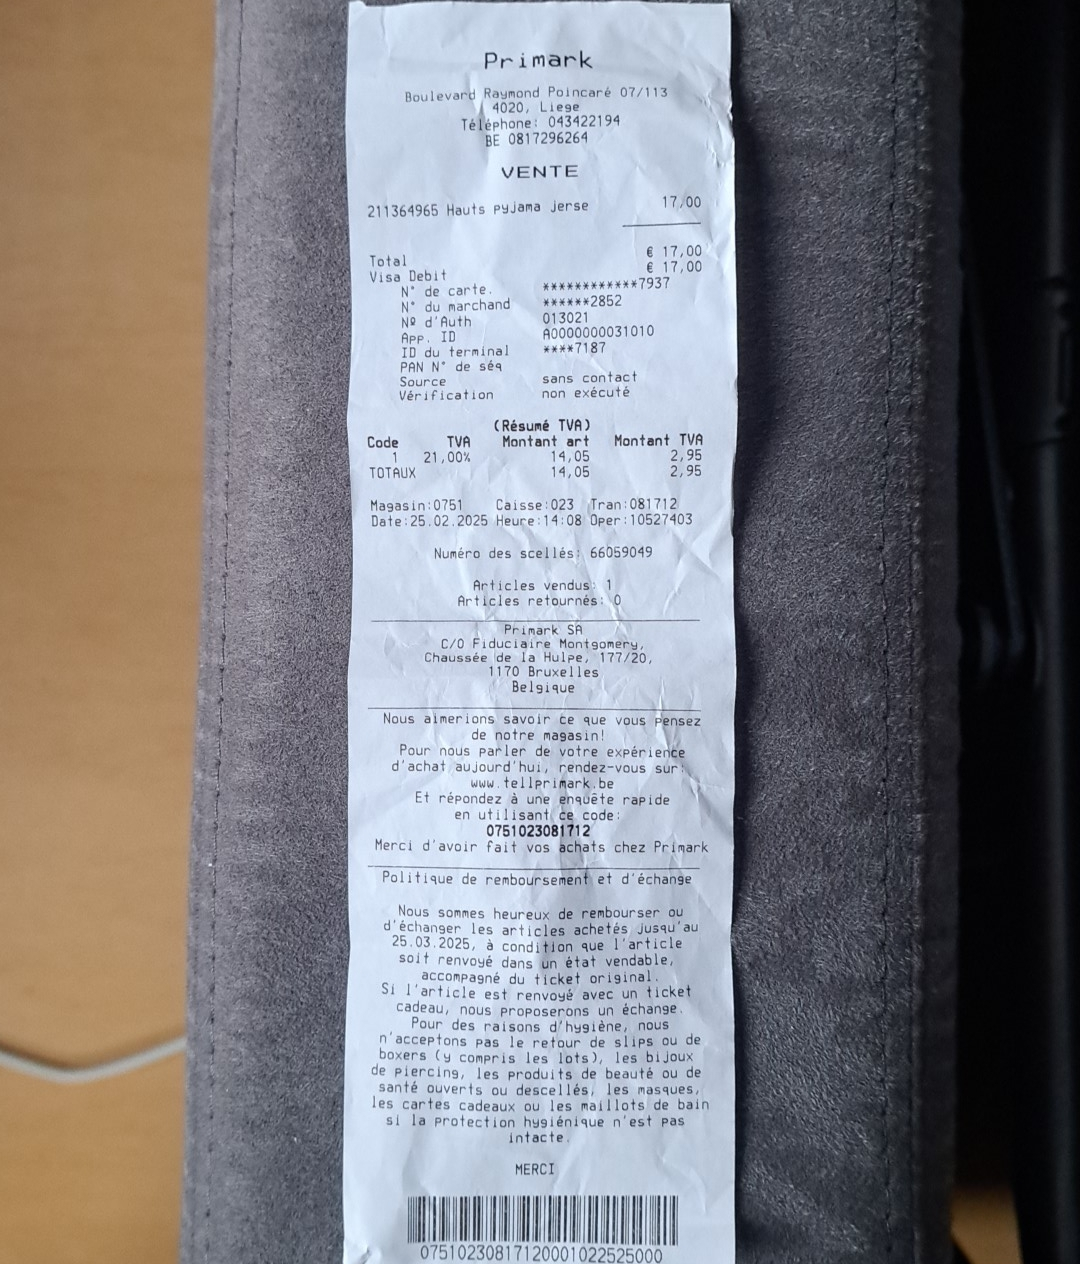 Primark
Boulevard Raymond Poincaré 07/113
4020, Liege
Téléphone: 043422194
BE 0817296264
VENTE
211364965 Hauts pyjama jerse 17,00
Total € 17,00
Visa Debit € 17,00
N° de carte. ************7937
N° du marchand ******2852
Nº d'Auth 013021
App. ID A0000000031010
ID du terminal ****7187
PAN N° de séq
Source sans contact
Vérification non exécuté
(Résumé TVA)
Code TVA Montant art Montant TVA
1 21,00% 14,05 2,95
TOTAUX 14,05 2,95
Magasin:0751 Caisse:023 Tran:081712
Date:25.02.2025 Heure:14:08 Oper:10527403
Numéro des scellés: 66059049
Articles vendus: 1
Articles retournés: 0
Primark SA
C/O Fiduciaire Montgomery,
Chaussée de la Hulpe, 177/20,
1170 Bruxelles
Belgique
Nous aimerions savoir ce que vous pensez
de notre magasin!
Pour nous parler de votre expérience
d'achat aujourd'hui, rendez-vous sur:
www.tellprimark.be
Et répondez à une enquête rapide
en utilisant ce code:
0751023081712
Merci d'avoir fait vos achats chez Primark
Politique de remboursement et d'échange
Nous sommes heureux de rembourser ou
d'échanger les articles achetés jusqu'au
25.03.2025, à condition que l'article
soit renvoyé dans un état vendable,
accompagné du ticket original.
Si l'article est renvoyé avec un ticket
cadeau, nous proposerons un échange.
Pour des raisons d'hygiène, nous
n'acceptons pas le retour de slips ou de
boxers (y compris les lots), les bijoux
de piercing, les produits de beauté ou de
santé ouverts ou descellés, les masques,
les cartes cadeaux ou les maillots de bain
si la protection hygiénique n'est pas
intacte.
MERCI
07510230817120001022525000